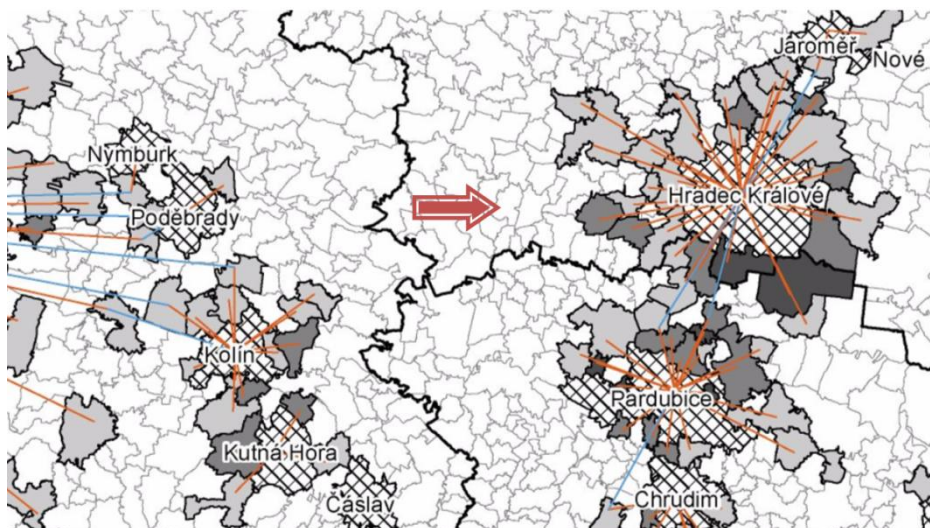 Jaroměř
Nové
Nymburk
Hradec Králové
Poděbrady
Kolín
Pardubice
Kutná Hora
Čáslav
Chrudim